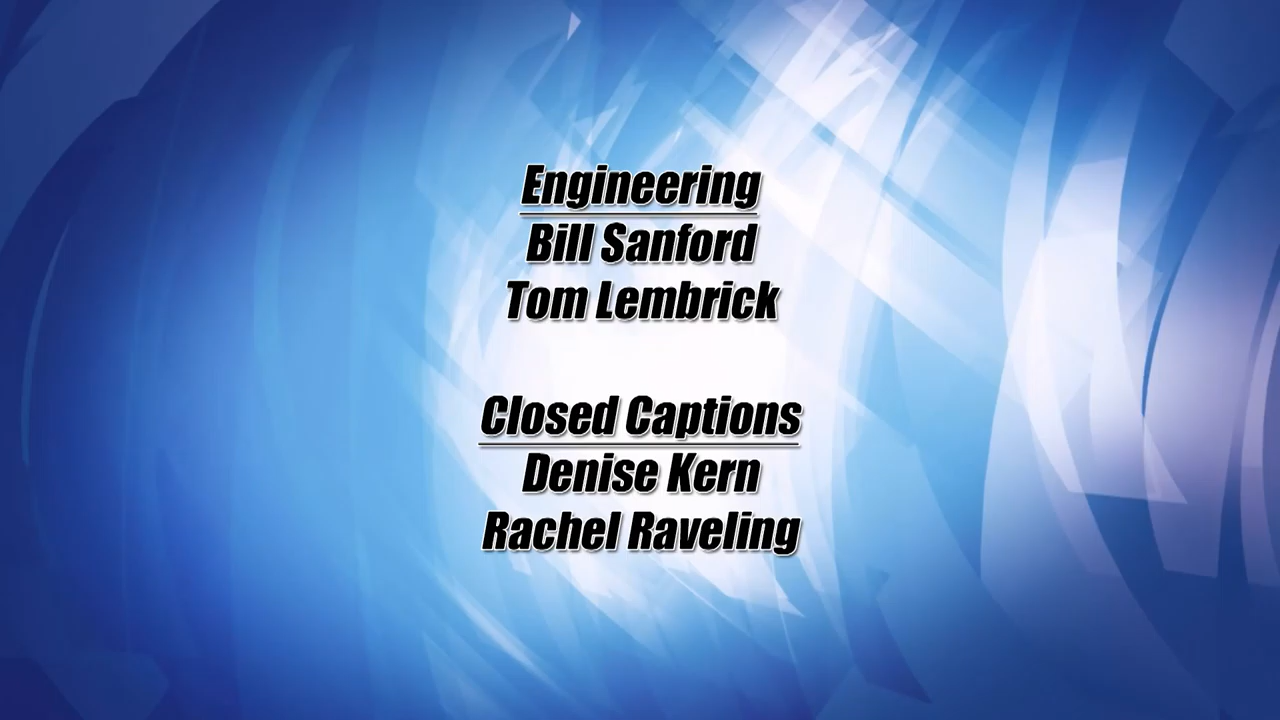 Engineering
Bill Sanford
Tom Lembrick
Closed Captions
Denise Kern
Rachel Raveling